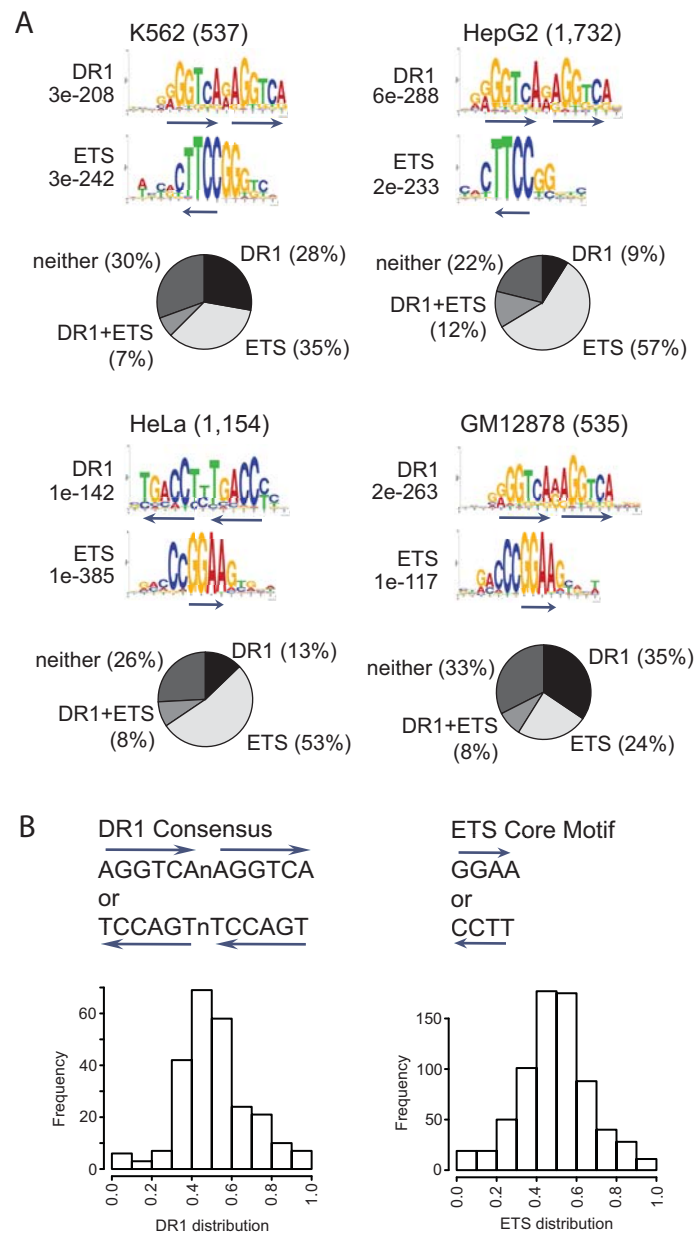 A
K562 (537)
DR1
3e-208
ETS
3e-242
neither (30%)
DR1 (28%)
DR1+ETS
(7%)
ETS (35%)
HepG2 (1,732)
DR1
6e-288
ETS
2e-233
neither (22%)
DR1 (9%)
DR1+ETS
(12%)
ETS (57%)
HeLa (1,154)
DR1
1e-142
ETS
1e-385
neither (26%)
DR1 (13%)
DR1+ETS
(8%)
ETS (53%)
GM12878 (535)
DR1
2e-263
ETS
1e-117
neither (33%)
DR1 (35%)
DR1+ETS
(8%)
ETS (24%)
B
DR1 Consensus
AGGTCAnAGGTCA
or
TCCAGTnTCCAGT
ETS Core Motif
GGAA
or
CCTT
Frequency
60
40
20
0
0.0 0.2 0.4 0.6 0.8 1.0
DR1 distribution
Frequency
150
100
50
0
0.0 0.2 0.4 0.6 0.8 1.0
ETS distribution